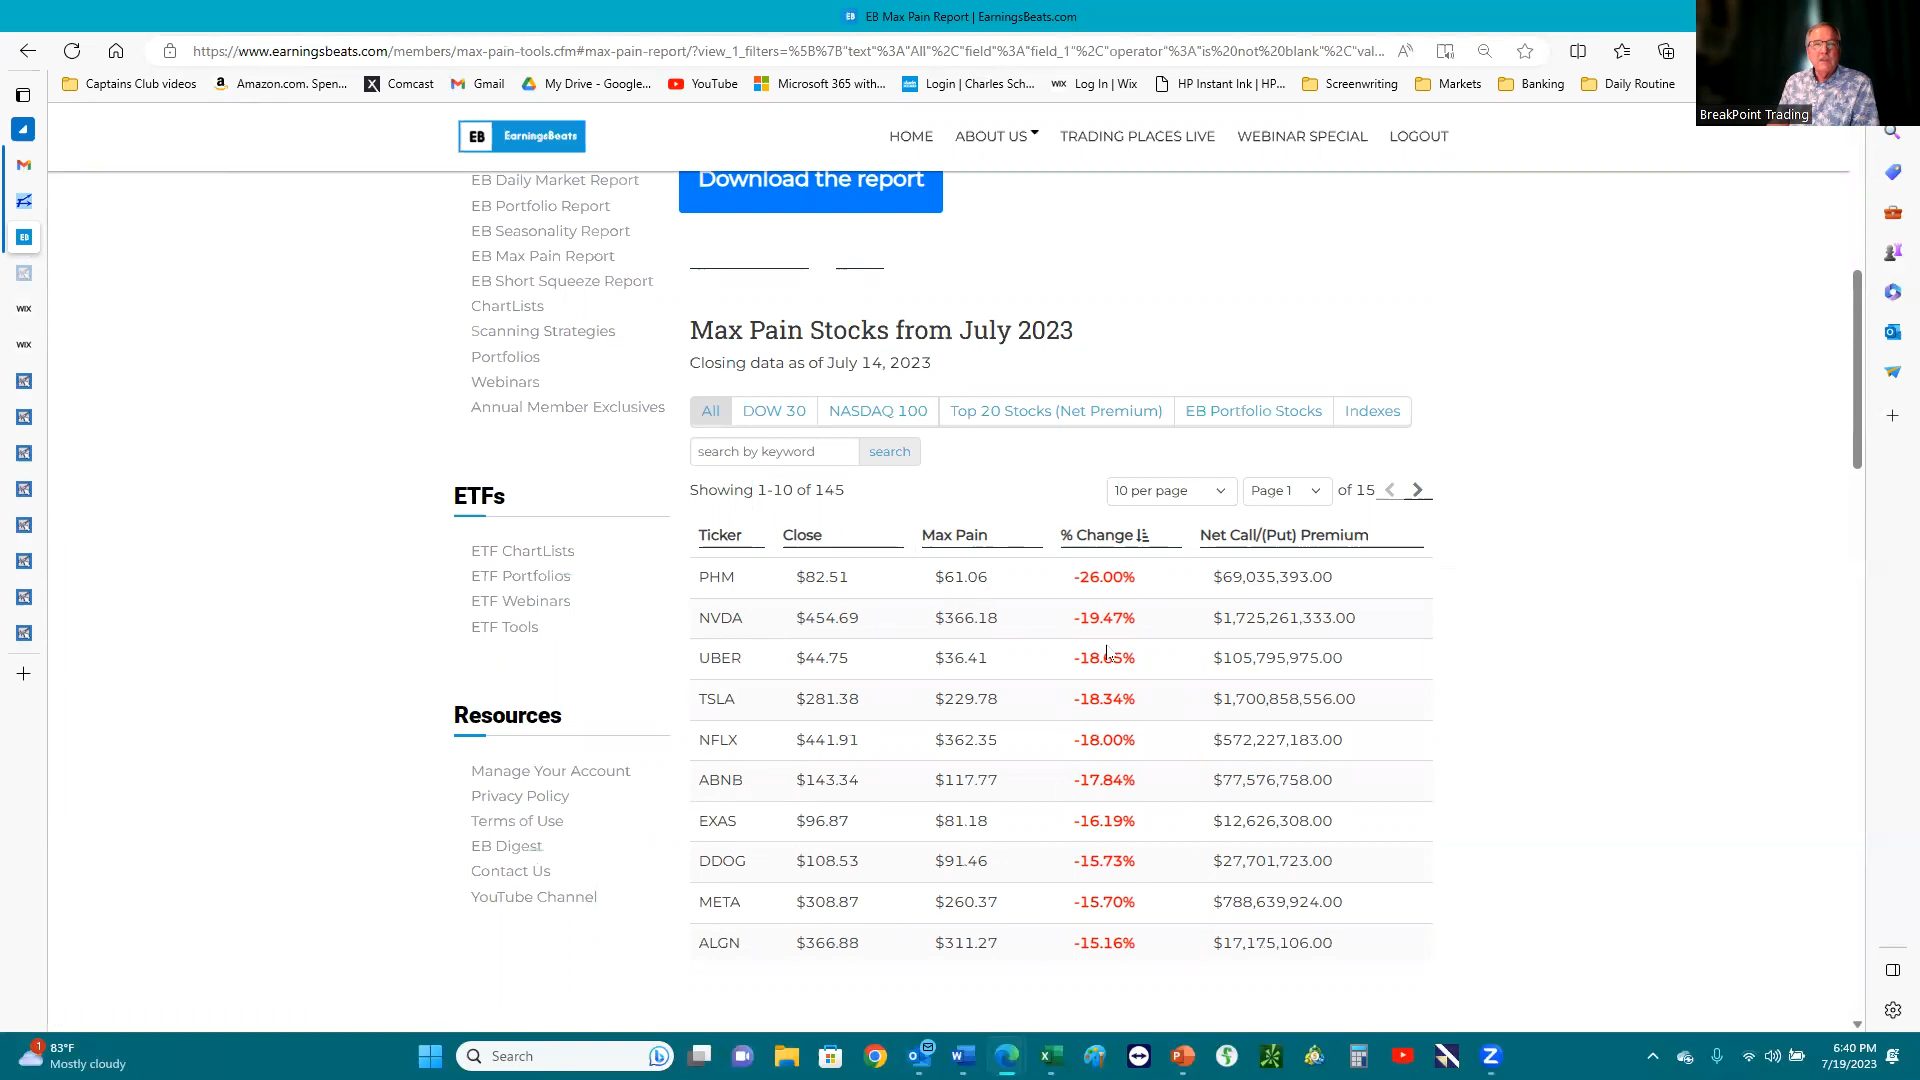 EB Max Pain Report | EarningsBeats.com
https://www.earningsbeats.com/members/max-pain-tools.cfm#max-pain-report/?view_1_filters=%5B%7B"text"%3A"All"%2C"field"%3A"field_1"%2C"operator"%3A"is%20not%20blank"%2C"val...
Captains Club videos
Amazon.com. Spen...
Comcast
Gmail
My Drive - Google...
YouTube
Microsoft 365 with...
Login | Charles Sch...
WIX Log In | Wix
HP Instant Ink | HP...
Screenwriting
Markets
Banking
Daily Routine
BreakPoint Trading
EB EarningsBeats
HOME ABOUT US TRADING PLACES LIVE WEBINAR SPECIAL LOGOUT
EB Daily Market Report
EB Portfolio Report
EB Seasonality Report
EB Max Pain Report
EB Short Squeeze Report
ChartLists
Scanning Strategies
Portfolios
Webinars
Annual Member Exclusives
ETFs
ETF ChartLists
ETF Portfolios
ETF Webinars
ETF Tools
Resources
Manage Your Account
Privacy Policy
Terms of Use
EB Digest
Contact Us
YouTube Channel
EB
WIX
WIX
Download the report
Max Pain Stocks from July 2023
Closing data as of July 14, 2023
All DOW 30 NASDAQ 100 Top 20 Stocks (Net Premium) EB Portfolio Stocks Indexes
search by keyword search
Showing 1-10 of 145 10 per page Page 1 of 15
Ticker Close Max Pain % Change Net Call/(Put) Premium
PHM $82.51 $61.06 -26.00% $69,035,393.00
NVDA $454.69 $366.18 -19.47% $1,725,261,333.00
UBER $44.75 $36.41 $105,795,975.00
TSLA $281.38 $229.78 -18.34% $1,700,858,556.00
NFLX $441.91 $362.35 -18.00% $572,227,183.00
ABNB $143.34 $117.77 -17.84% $77,576,758.00
EXAS $96.87 $81.18 -16.19% $12,626,308.00
DDOG $108.53 $91.46 -15.73% $27,701,723.00
META $308.87 $260.37 -15.70% $788,639,924.00
ALGN $366.88 $311.27 -15.16% $17,175,106.00
1
83°F
Mostly cloudy
Search
6:40 PM
7/19/2023